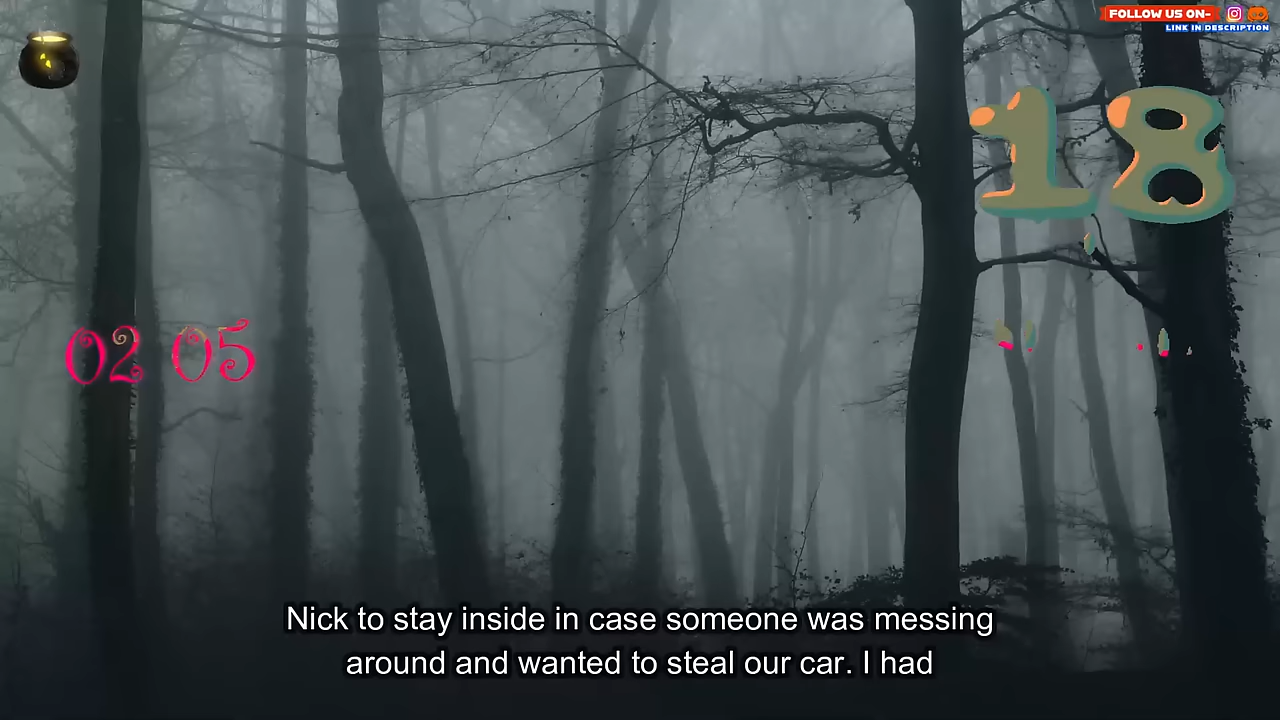 FOLLOW US ON-
LINK IN DESCRIPTION
18
02 05
Nick to stay inside in case someone was messing
around and wanted to steal our car. I had